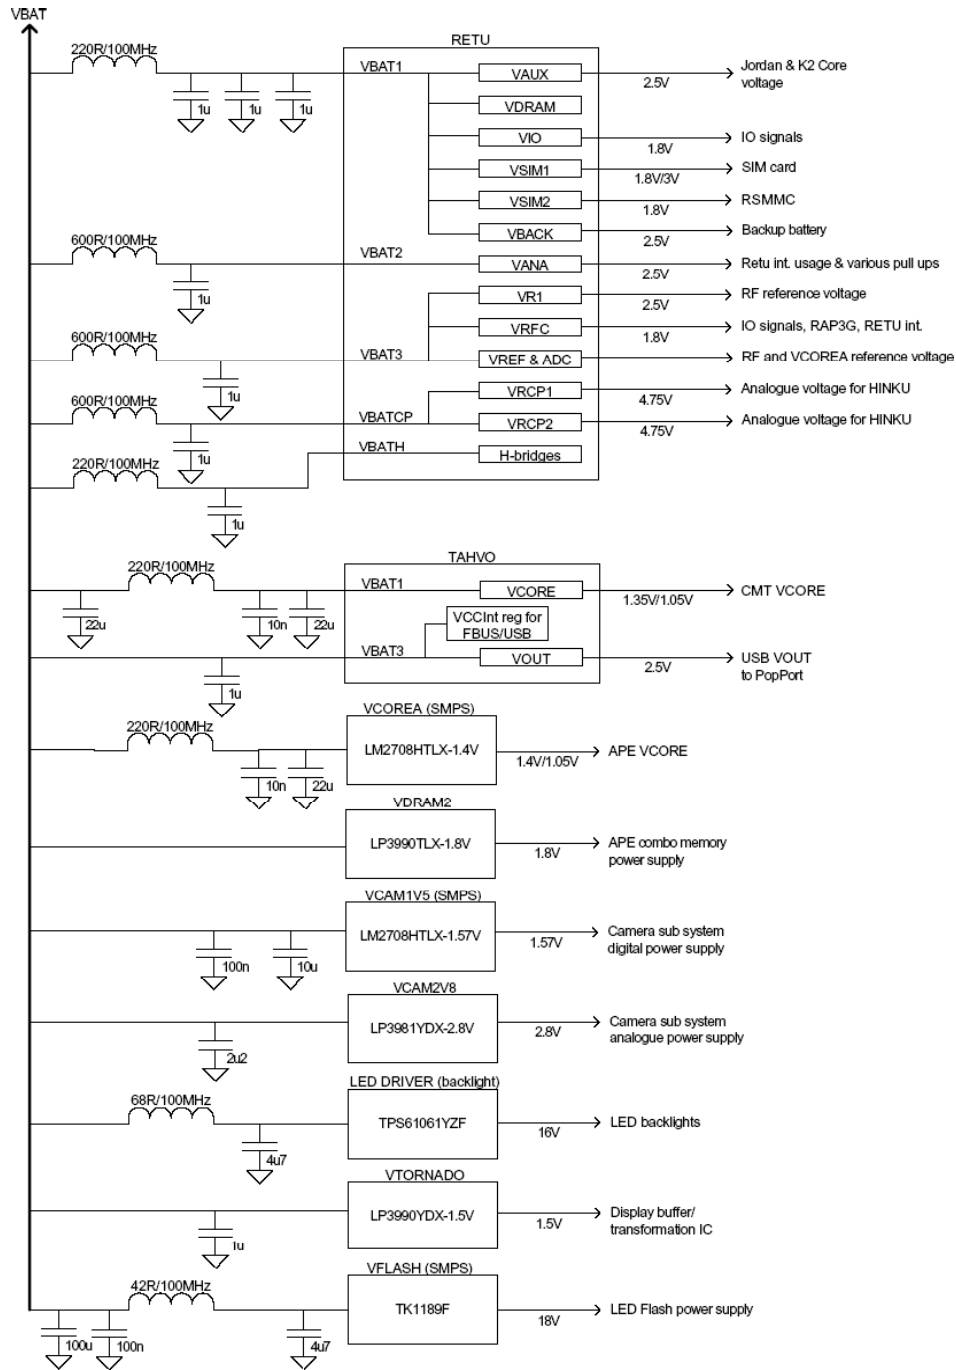 VBAT
220R/100MHz
RETU
VBAT1
VAUX
2.5V
Jordan & K2 Core
voltage
1u
1u
1u
VDRAM
VIO
1.8V
IO signals
VSIM1
1.8V/3V
SIM card
VSIM2
1.8V
RSMMC
VBACK
2.5V
Backup battery
600R/100MHz
VBAT2
VANA
2.5V
Retu int. usage & various pull ups
1u
VR1
2.5V
RF reference voltage
VRFC
1.8V
IO signals, RAP3G, RETU int.
600R/100MHz
VBAT3
VREF & ADC
RF and VCOREA reference voltage
1u
VRCP1
4.75V
Analogue voltage for HINKU
600R/100MHz
VBATCP
VRCP2
4.75V
Analogue voltage for HINKU
1u
VBATH
H-bridges
220R/100MHz
1u
TAHVO
220R/100MHz
VBAT1
VCORE
1.35V/1.05V
CMT VCORE
22u
10n
22u
VCCInt reg for
FBUS/USB
VBAT3
VOUT
2.5V
USB VOUT
to PopPort
1u
VCOREA (SMPS)
220R/100MHz
LM2708HTLX-1.4V
1.4V/1.05V
APE VCORE
10n
22u
VDRAM2
LP3990TLX-1.8V
1.8V
APE combo memory
power supply
VCAM1V5 (SMPS)
LM2708HTLX-1.57V
1.57V
Camera sub system
digital power supply
100n
10u
VCAM2V8
LP3981YDX-2.8V
2.8V
Camera sub system
analogue power supply
2u2
LED DRIVER (backlight)
68R/100MHz
TPS61061YZF
16V
LED backlights
4u7
VTORNADO
LP3990YDX-1.5V
1.5V
Display buffer/
transformation IC
1u
VFLASH (SMPS)
42R/100MHz
TK1189F
18V
LED Flash power supply
100u
100n
4u7